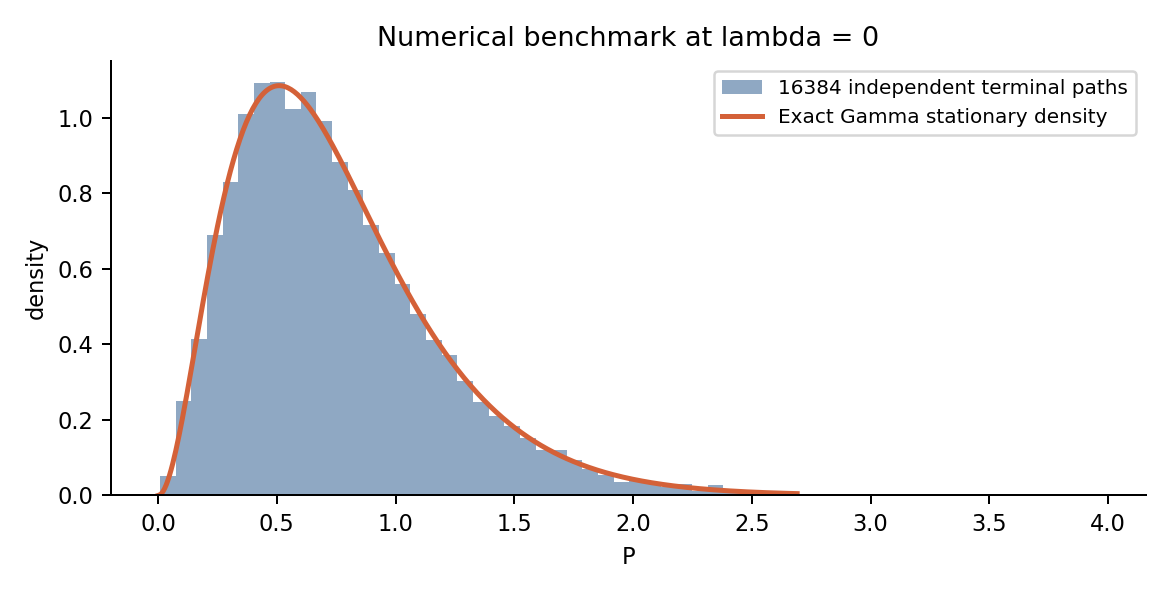 Numerical benchmark at lambda = 0
16384 independent terminal paths
Exact Gamma stationary density
density
1.0
0.8
0.6
0.4
0.2
0.0
0.0 0.5 1.0 1.5 2.0 2.5 3.0 3.5 4.0
P